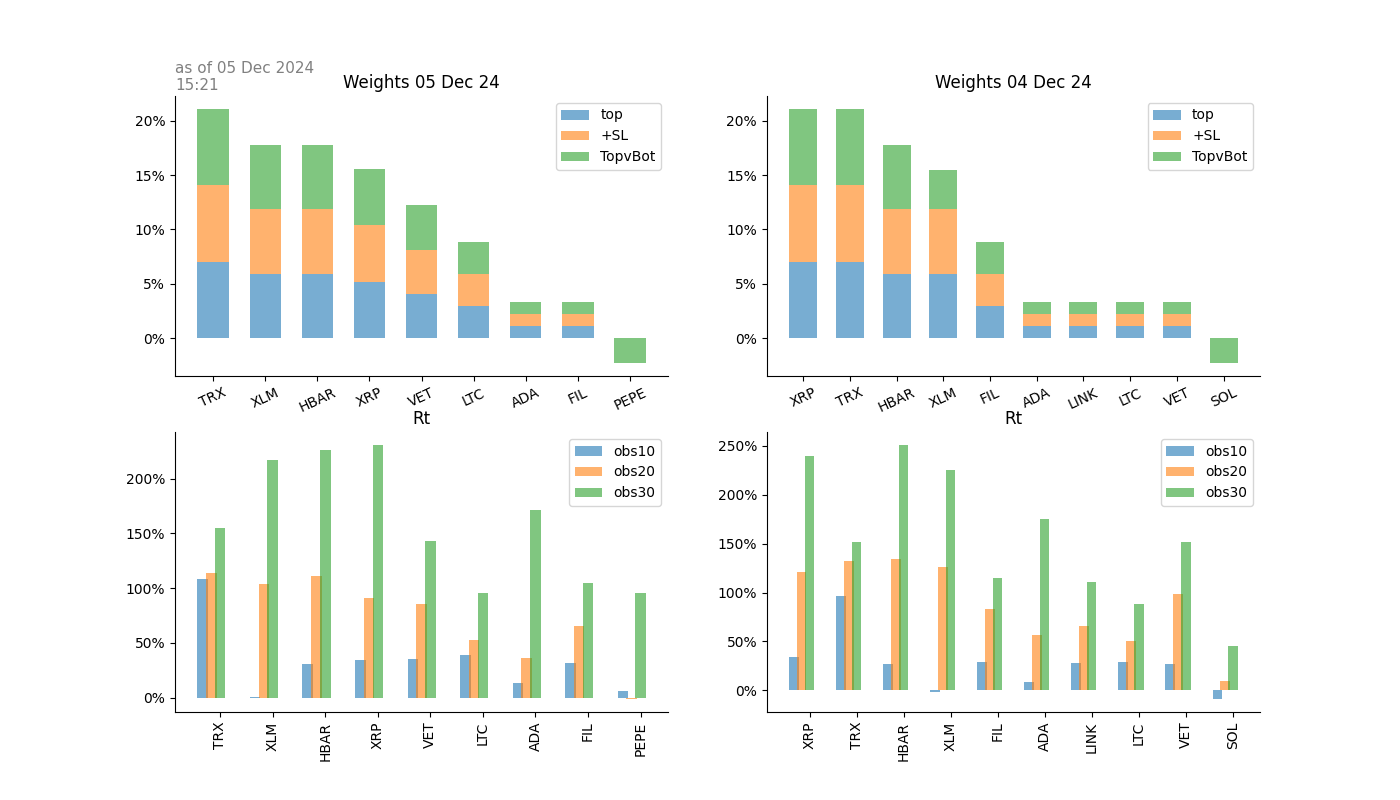 as of 05 Dec 2024
15:21
Weights 05 Dec 24
20%
15%
10%
5%
0%
top
+SL
TopvBot
TRX XLM HBAR XRP VET LTC ADA FIL PEPE
Weights 04 Dec 24
20%
15%
10%
5%
0%
top
+SL
TopvBot
XRP TRX HBAR XLM FIL ADA LINK LTC VET SOL
Rt
200%
150%
100%
50%
0%
obs10
obs20
obs30
TRX XLM HBAR XRP VET LTC ADA FIL PEPE
Rt
250%
200%
150%
100%
50%
0%
obs10
obs20
obs30
XRP TRX HBAR XLM FIL ADA LINK LTC VET SOL